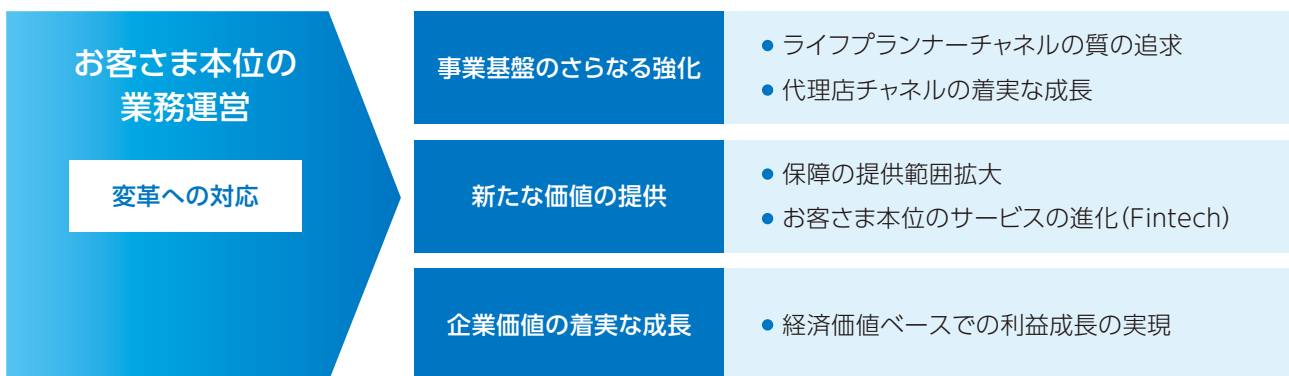 お客さま本位の
業務運営
変革への対応
事業基盤のさらなる強化
● ライフプランナーチャネルの質の追求
● 代理店チャネルの着実な成長
新たな価値の提供
● 保障の提供範囲拡大
● お客さま本位のサービスの進化（Fintech）
企業価値の着実な成長
● 経済価値ベースでの利益成長の実現